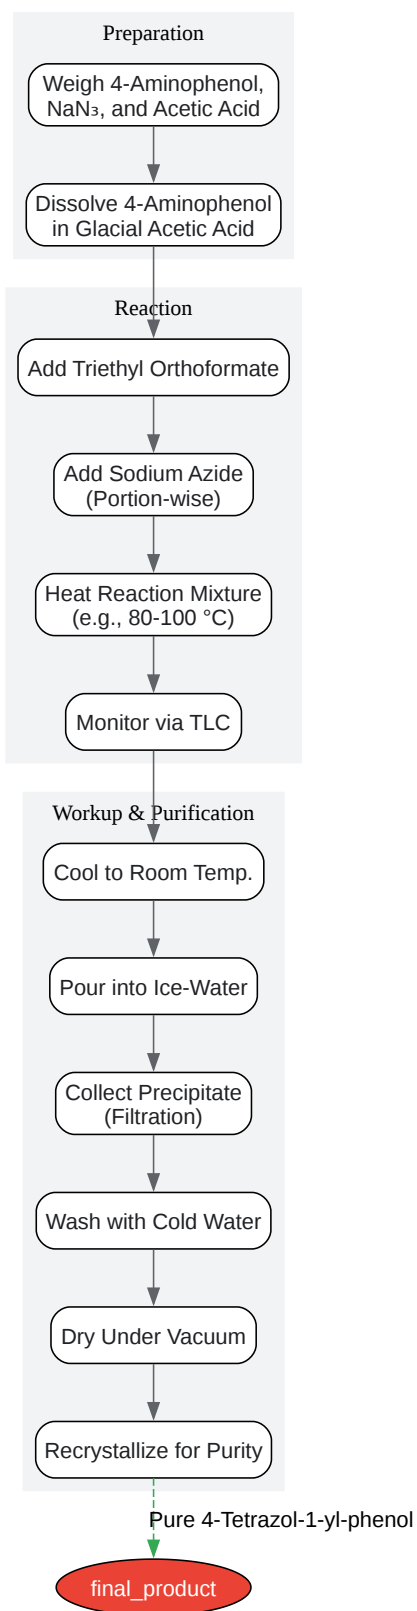 Preparation
Weigh 4-Aminophenol,
NaN₃, and Acetic Acid
Dissolve 4-Aminophenol
in Glacial Acetic Acid
Reaction
Add Triethyl Orthoformate
Add Sodium Azide
(Portion-wise)
Heat Reaction Mixture
(e.g., 80-100 °C)
Monitor via TLC
Workup & Purification
Cool to Room Temp.
Pour into Ice-Water
Collect Precipitate
(Filtration)
Wash with Cold Water
Dry Under Vacuum
Recrystallize for Purity
Pure 4-Tetrazol-1-yl-phenol
final_product